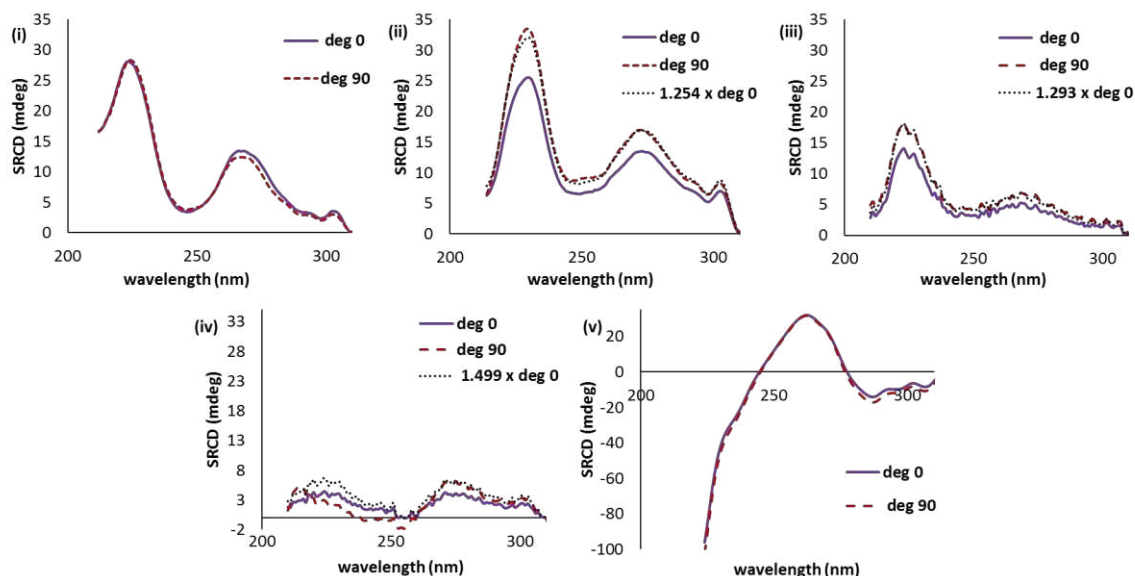 (i)
35
30
25
20
15
10
5
0
SRCD (mdeg)
200
250
300
wavelength (nm)
deg 0
deg 90
(ii)
35
30
25
20
15
10
5
0
SRCD (mdeg)
200
250
300
wavelength (nm)
deg 0
deg 90
1.254 x deg 0
(iii)
35
30
25
20
15
10
5
0
SRCD (mdeg)
200
250
300
wavelength (nm)
deg 0
deg 90
1.293 x deg 0
(iv)
33
28
23
18
13
8
3
-2
SRCD (mdeg)
200
250
300
wavelength (nm)
deg 0
deg 90
1.499 x deg 0
(v)
20
0
-20
-40
-60
-80
-100
SRCD (mdeg)
200
250
300
wavelength (nm)
deg 0
deg 90